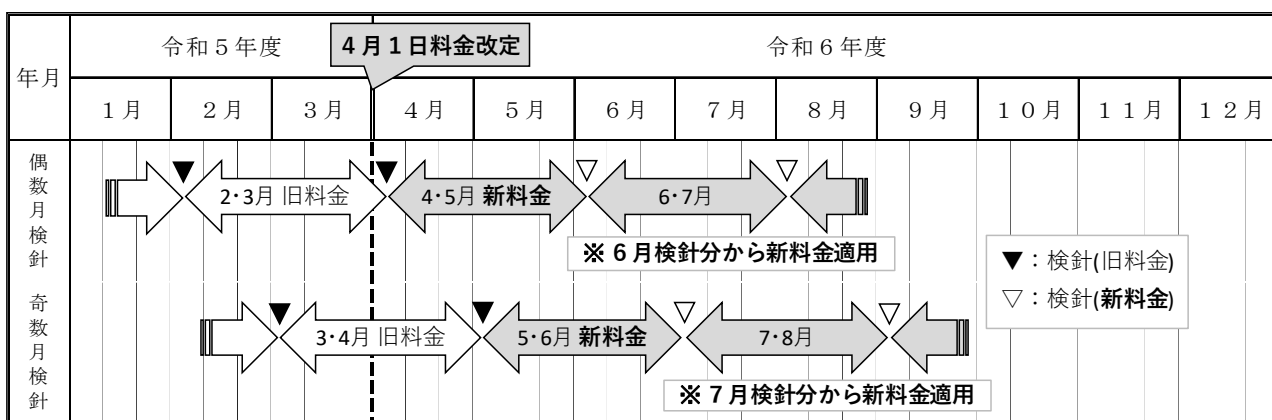 年月
令和５年度
４月１日料金改定
令和６年度
１月 ２月 ３月 ４月 ５月 ６月 ７月 ８月 ９月 １０月 １１月 １２月
偶数月検針
2・3月 旧料金
4・5月 新料金
6・7月
※６月検針分から新料金適用
▼：検針(旧料金)
▽：検針(新料金)
奇数月検針
3・4月 旧料金
5・6月 新料金
7・8月
※７月検針分から新料金適用